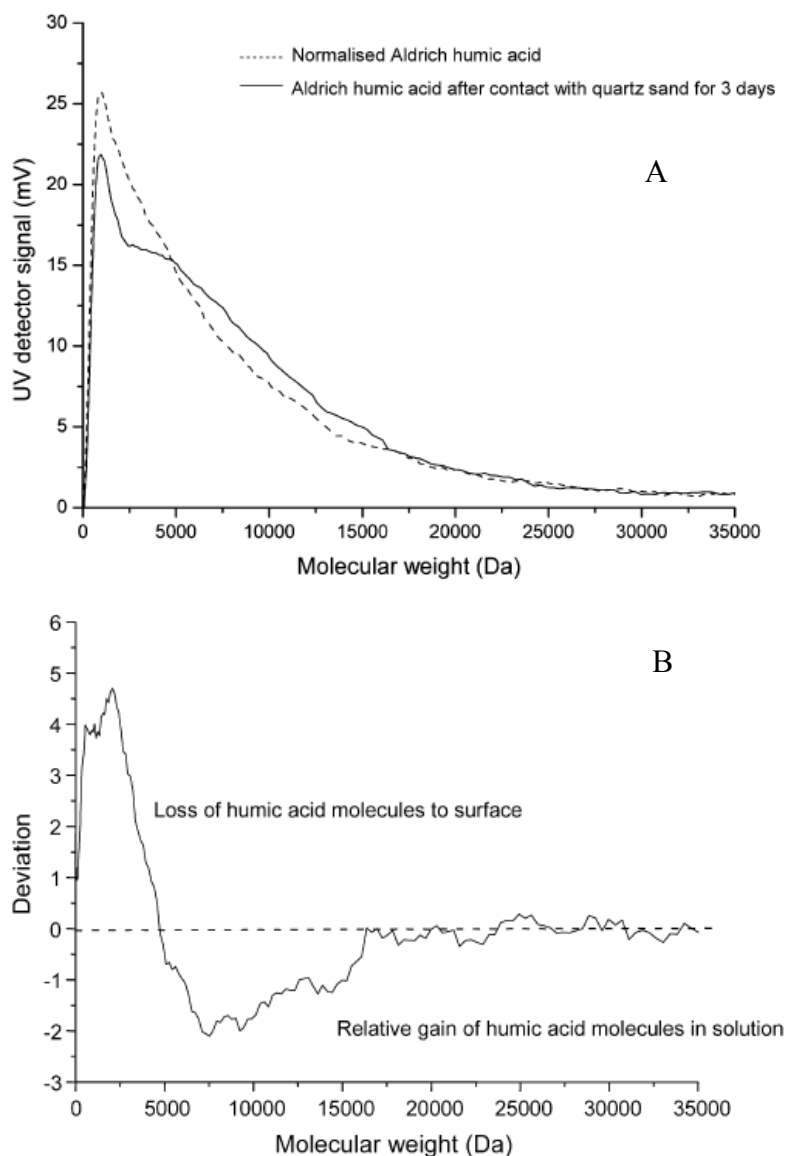 30
25
20
15
10
5
0
UV detector signal (mV)
Normalised Aldrich humic acid
Aldrich humic acid after contact with quartz sand for 3 days
A
0 5000 10000 15000 20000 25000 30000 35000
Molecular weight (Da)
6
5
4
3
2
1
0
-1
-2
-3
Deviation
B
Loss of humic acid molecules to surface
Relative gain of humic acid molecules in solution
0 5000 10000 15000 20000 25000 30000 35000
Molecular weight (Da)